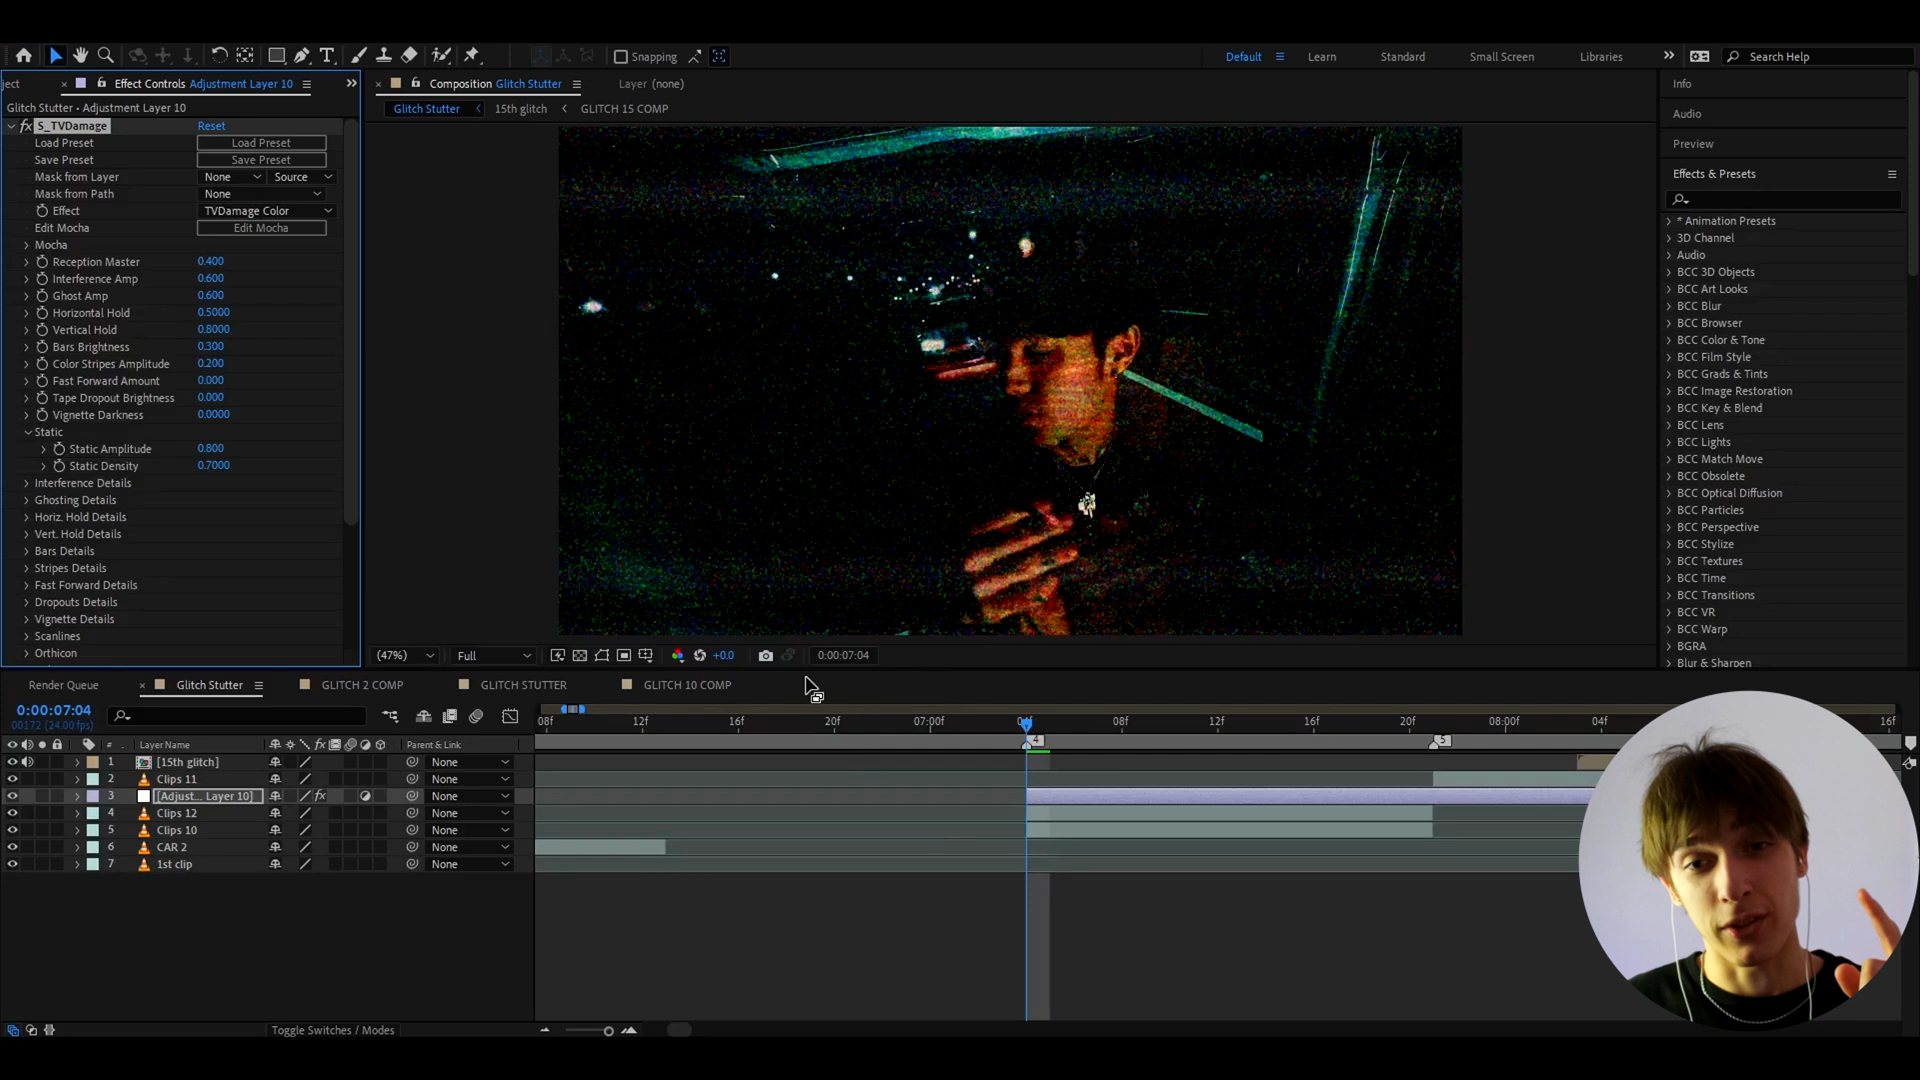 Snapping
Default
Learn
Standard
Small Screen
Libraries
Search Help
ject
Effect Controls Adjustment Layer 10
Composition Glitch Stutter
Layer (none)
Info
Glitch Stutter • Adjustment Layer 10
Glitch Stutter
15th glitch
GLITCH 15 COMP
Audio
fx S_TVDamage Reset
Load Preset Load Preset
Preview
Save Preset Save Preset
Mask from Layer None Source
Effects & Presets
Mask from Path None
Effect TVDamage Color
Edit Mocha Edit Mocha
Mocha
Reception Master 0.400
Interference Amp 0.600
Ghost Amp 0.600
Horizontal Hold 0.5000
Vertical Hold 0.8000
Bars Brightness 0.300
Color Stripes Amplitude 0.200
Fast Forward Amount 0.000
Tape Dropout Brightness 0.000
Vignette Darkness 0.0000
Static
Static Amplitude 0.800
Static Density 0.7000
Interference Details
Ghosting Details
Horiz. Hold Details
Vert. Hold Details
Bars Details
Stripes Details
Fast Forward Details
Dropouts Details
Vignette Details
Scanlines
Orthicon
* Animation Presets
3D Channel
Audio
BCC 3D Objects
BCC Art Looks
BCC Blur
BCC Browser
BCC Color & Tone
BCC Film Style
BCC Grads & Tints
BCC Image Restoration
BCC Key & Blend
BCC Lens
BCC Lights
BCC Match Move
BCC Obsolete
BCC Optical Diffusion
BCC Particles
BCC Perspective
BCC Stylize
BCC Textures
BCC Time
BCC Transitions
BCC VR
BCC Warp
BGRA
Blur & Sharpen
(47%) Full +0.0 0:00:07:04
Render Queue
Glitch Stutter
GLITCH 2 COMP
GLITCH STUTTER
GLITCH 10 COMP
0:00:07:04
00172 (24.00 fps)
08f 12f 16f 20f 07:00f 08f 12f 16f 20f 08:00f 04f 16f
4 5
# Layer Name fx Parent & Link
1 [15th glitch] None
2 Clips 11 None
3 [Adjust... Layer 10] fx None
4 Clips 12 None
5 Clips 10 None
6 CAR 2 None
7 1st clip None
Toggle Switches / Modes